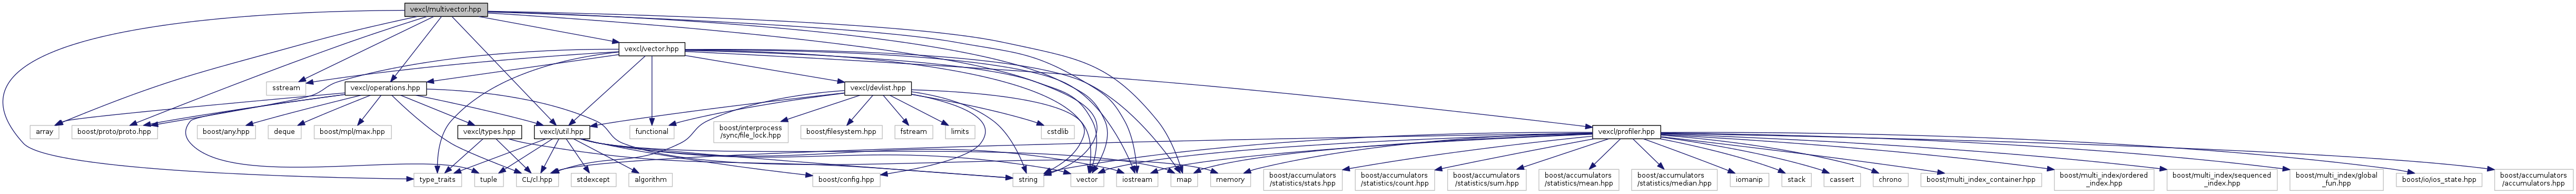 vexcl/multivector.hpp
vexcl/vector.hpp
sstream
vexcl/operations.hpp
vexcl/devlist.hpp
array
boost/proto/proto.hpp
boost/any.hpp
deque
boost/mpl/max.hpp
vexcl/types.hpp
vexcl/util.hpp
functional
boost/interprocess
/sync/file_lock.hpp
boost/filesystem.hpp
fstream
limits
cstdlib
vexcl/profiler.hpp
type_traits
tuple
CL/cl.hpp
stdexcept
algorithm
boost/config.hpp
string
vector
iostream
map
memory
boost/accumulators
/statistics/stats.hpp
boost/accumulators
/statistics/count.hpp
boost/accumulators
/statistics/sum.hpp
boost/accumulators
/statistics/mean.hpp
boost/accumulators
/statistics/median.hpp
iomanip
stack
cassert
chrono
boost/multi_index_container.hpp
boost/multi_index/ordered
_index.hpp
boost/multi_index/sequenced
_index.hpp
boost/multi_index/global
_fun.hpp
boost/io/ios_state.hpp
boost/accumulators
/accumulators.hpp